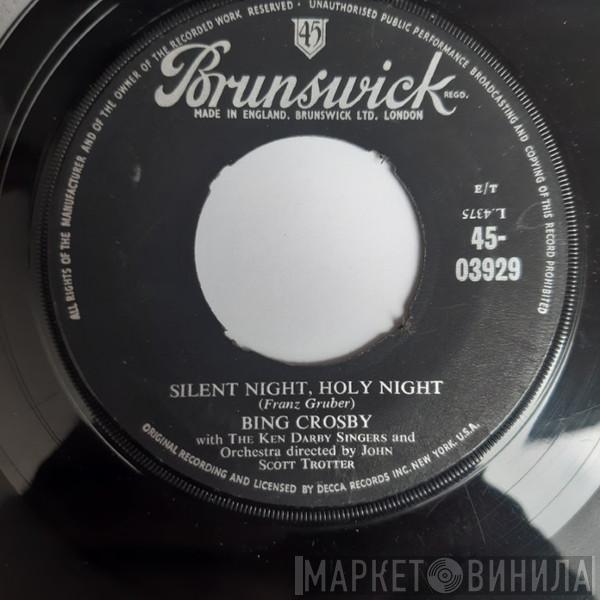 ALL RIGHTS OF THE MANUFACTURER AND OF THE OWNER OF THE RECORDED WORK RESERVED · UNAUTHORISED PUBLIC PERFORMANCE BROADCASTING AND COPYING OF THIS RECORD PROHIBITED
45
Brunswick REGD.
MADE IN ENGLAND. BRUNSWICK LTD. LONDON
E/T
L.4375
45-
03929
SILENT NIGHT, HOLY NIGHT
(Franz Gruber)
BING CROSBY
with THE KEN DARBY SINGERS and
Orchestra directed by JOHN
SCOTT TROTTER
ORIGINAL RECORDING AND LICENSED BY DECCA RECORDS INC. NEW YORK. U.S.A.
МАРКЕТ ВИНИЛА